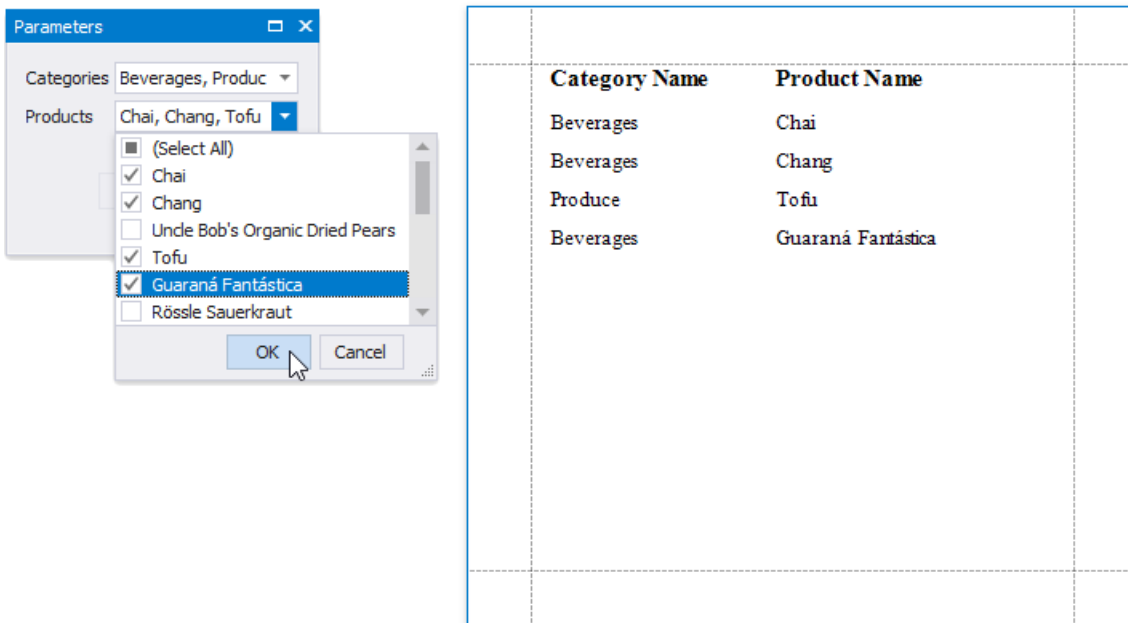 Parameters
Categories Beverages, Produc
Products Chai, Chang, Tofu
(Select All)
Chai
Chang
Uncle Bob's Organic Dried Pears
Tofu
Guaraná Fantástica
Rössle Sauerkraut
OK Cancel
Category Name Product Name
Beverages Chai
Beverages Chang
Produce Tofu
Beverages Guaraná Fantástica